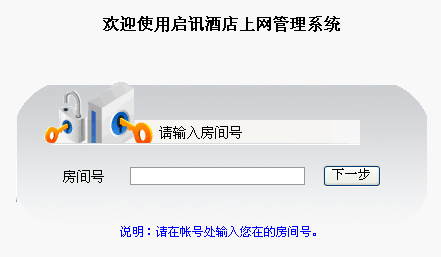 欢迎使用启讯酒店上网管理系统
请输入房间号
房间号 下一步
说明：请在帐号处输入您在的房间号。